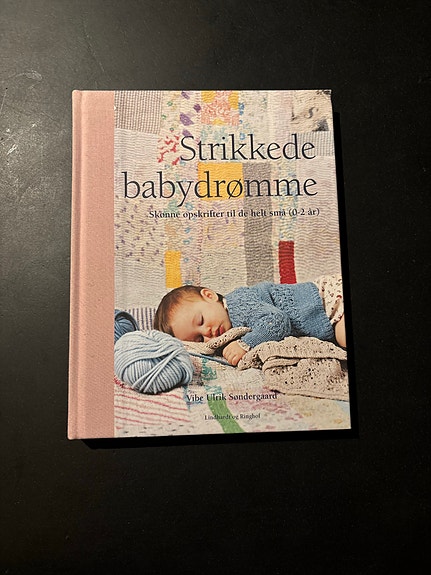 Strikkede
babydrømme
Skønne opskrifter til de helt små (0-2 år)
Vibe Ulrik Søndergaard
Lindhardt og Ringhof